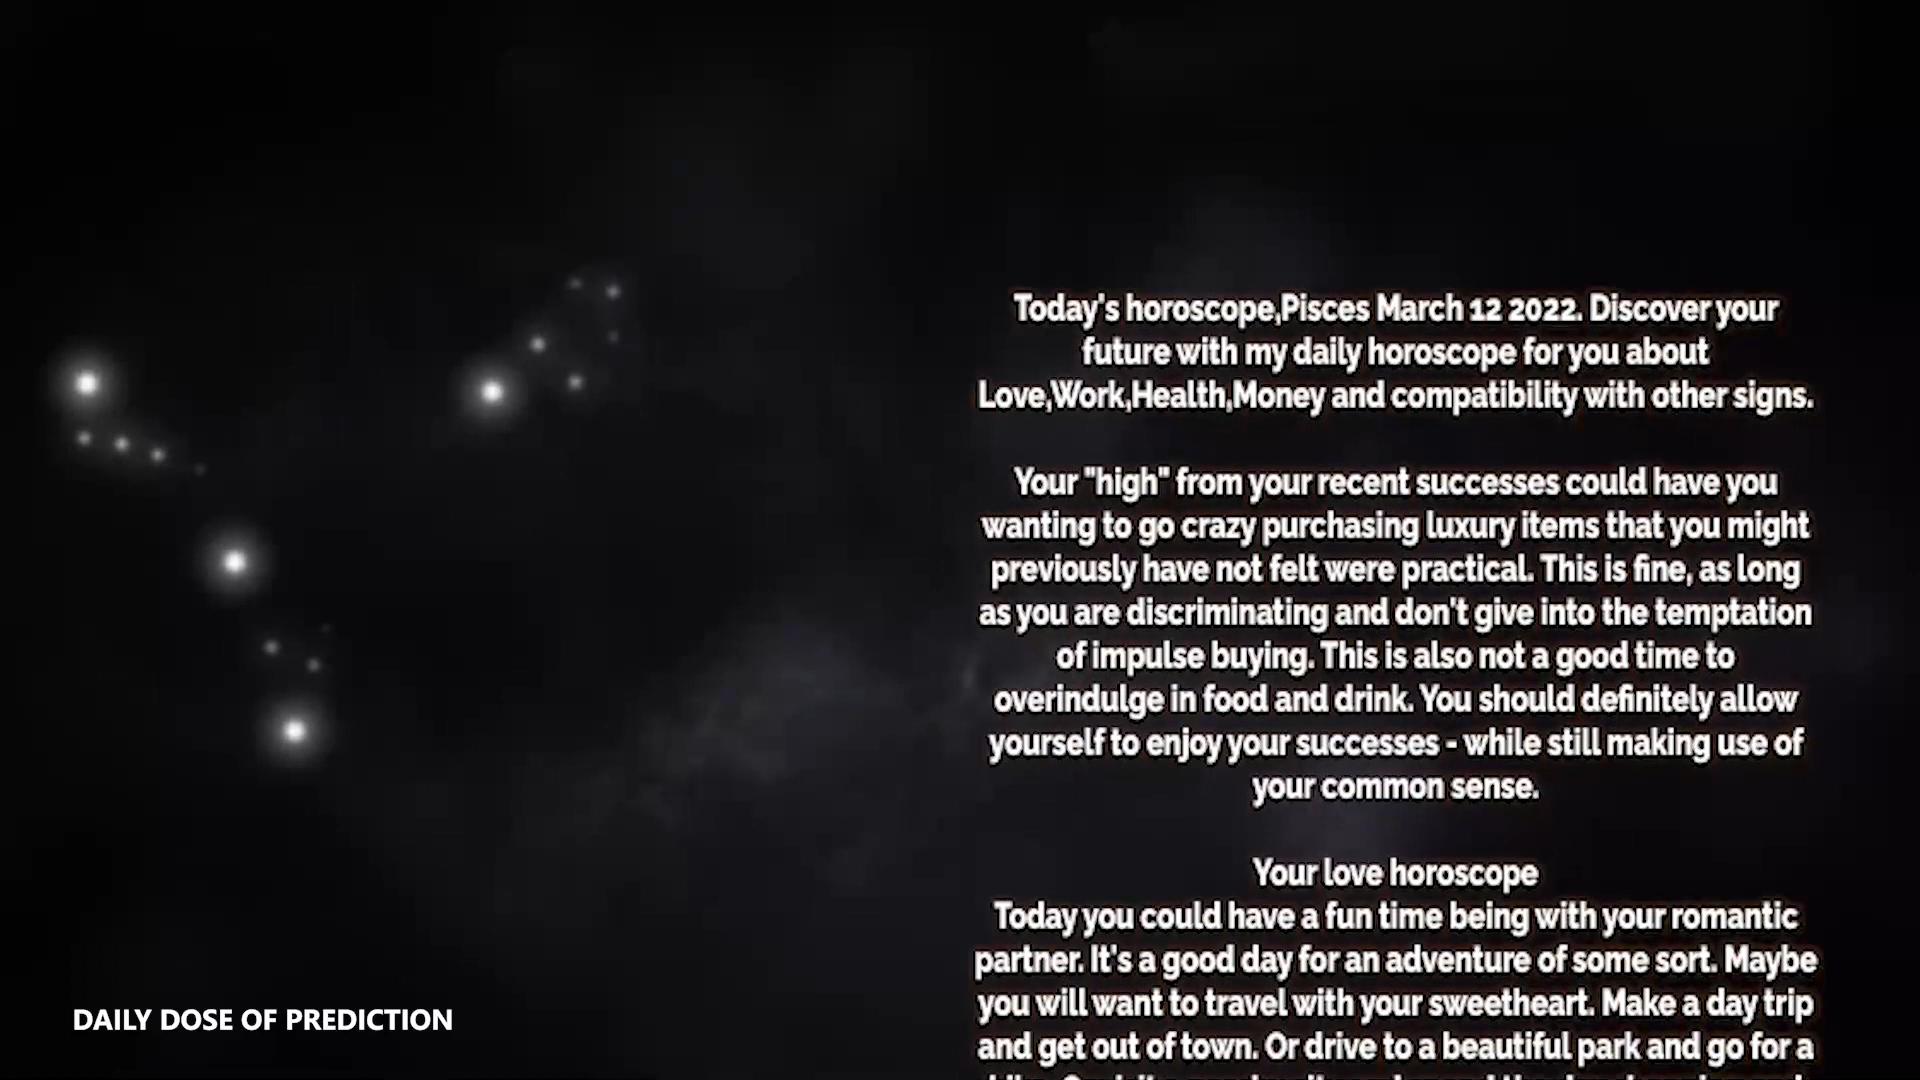 Today's horoscope,Pisces March 12 2022. Discover your
future with my daily horoscope for you about
Love,Work,Health,Money and compatibility with other signs.
Your "high" from your recent successes could have you
wanting to go crazy purchasing luxury items that you might
previously have not felt were practical. This is fine, as long
as you are discriminating and don't give into the temptation
of impulse buying. This is also not a good time to
overindulge in food and drink. You should definitely allow
yourself to enjoy your successes - while still making use of
your common sense.
Your love horoscope
Today you could have a fun time being with your romantic
partner. It's a good day for an adventure of some sort. Maybe
you will want to travel with your sweetheart. Make a day trip
and get out of town. Or drive to a beautiful park and go for a
DAILY DOSE OF PREDICTION